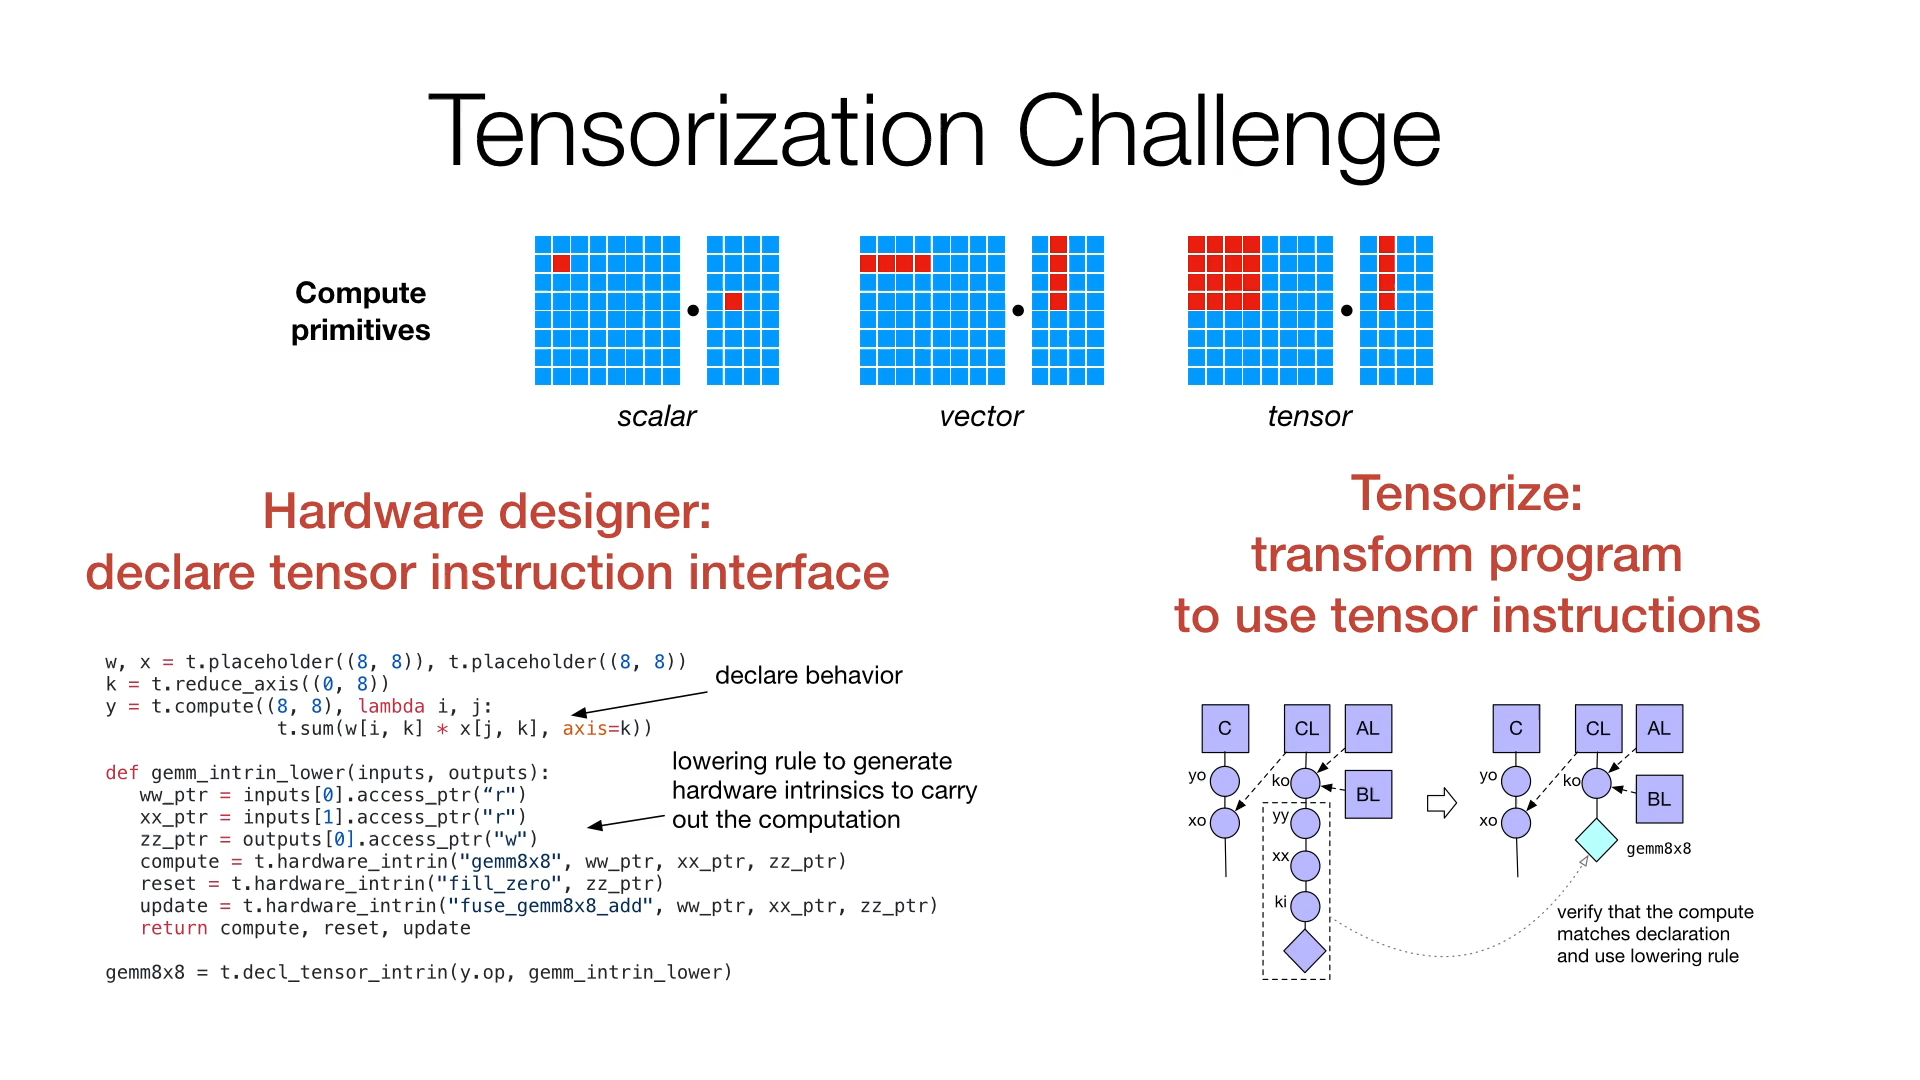 Tensorization Challenge
Compute
primitives
scalar
vector
tensor
Hardware designer:
declare tensor instruction interface
w, x = t.placeholder((8, 8)), t.placeholder((8, 8))
k = t.reduce_axis((0, 8))
y = t.compute((8, 8), lambda i, j:
t.sum(w[i, k] * x[j, k], axis=k))
declare behavior
def gemm_intrin_lower(inputs, outputs):
ww_ptr = inputs[0].access_ptr(“r")
xx_ptr = inputs[1].access_ptr("r")
zz_ptr = outputs[0].access_ptr("w")
compute = t.hardware_intrin("gemm8x8", ww_ptr, xx_ptr, zz_ptr)
reset = t.hardware_intrin("fill_zero", zz_ptr)
update = t.hardware_intrin("fuse_gemm8x8_add", ww_ptr, xx_ptr, zz_ptr)
return compute, reset, update
lowering rule to generate
hardware intrinsics to carry
out the computation
gemm8x8 = t.decl_tensor_intrin(y.op, gemm_intrin_lower)
Tensorize:
transform program
to use tensor instructions
C
CL
AL
yo
ko
BL
xo
yy
xx
ki
C
CL
AL
yo
ko
BL
xo
gemm8x8
verify that the compute
matches declaration
and use lowering rule